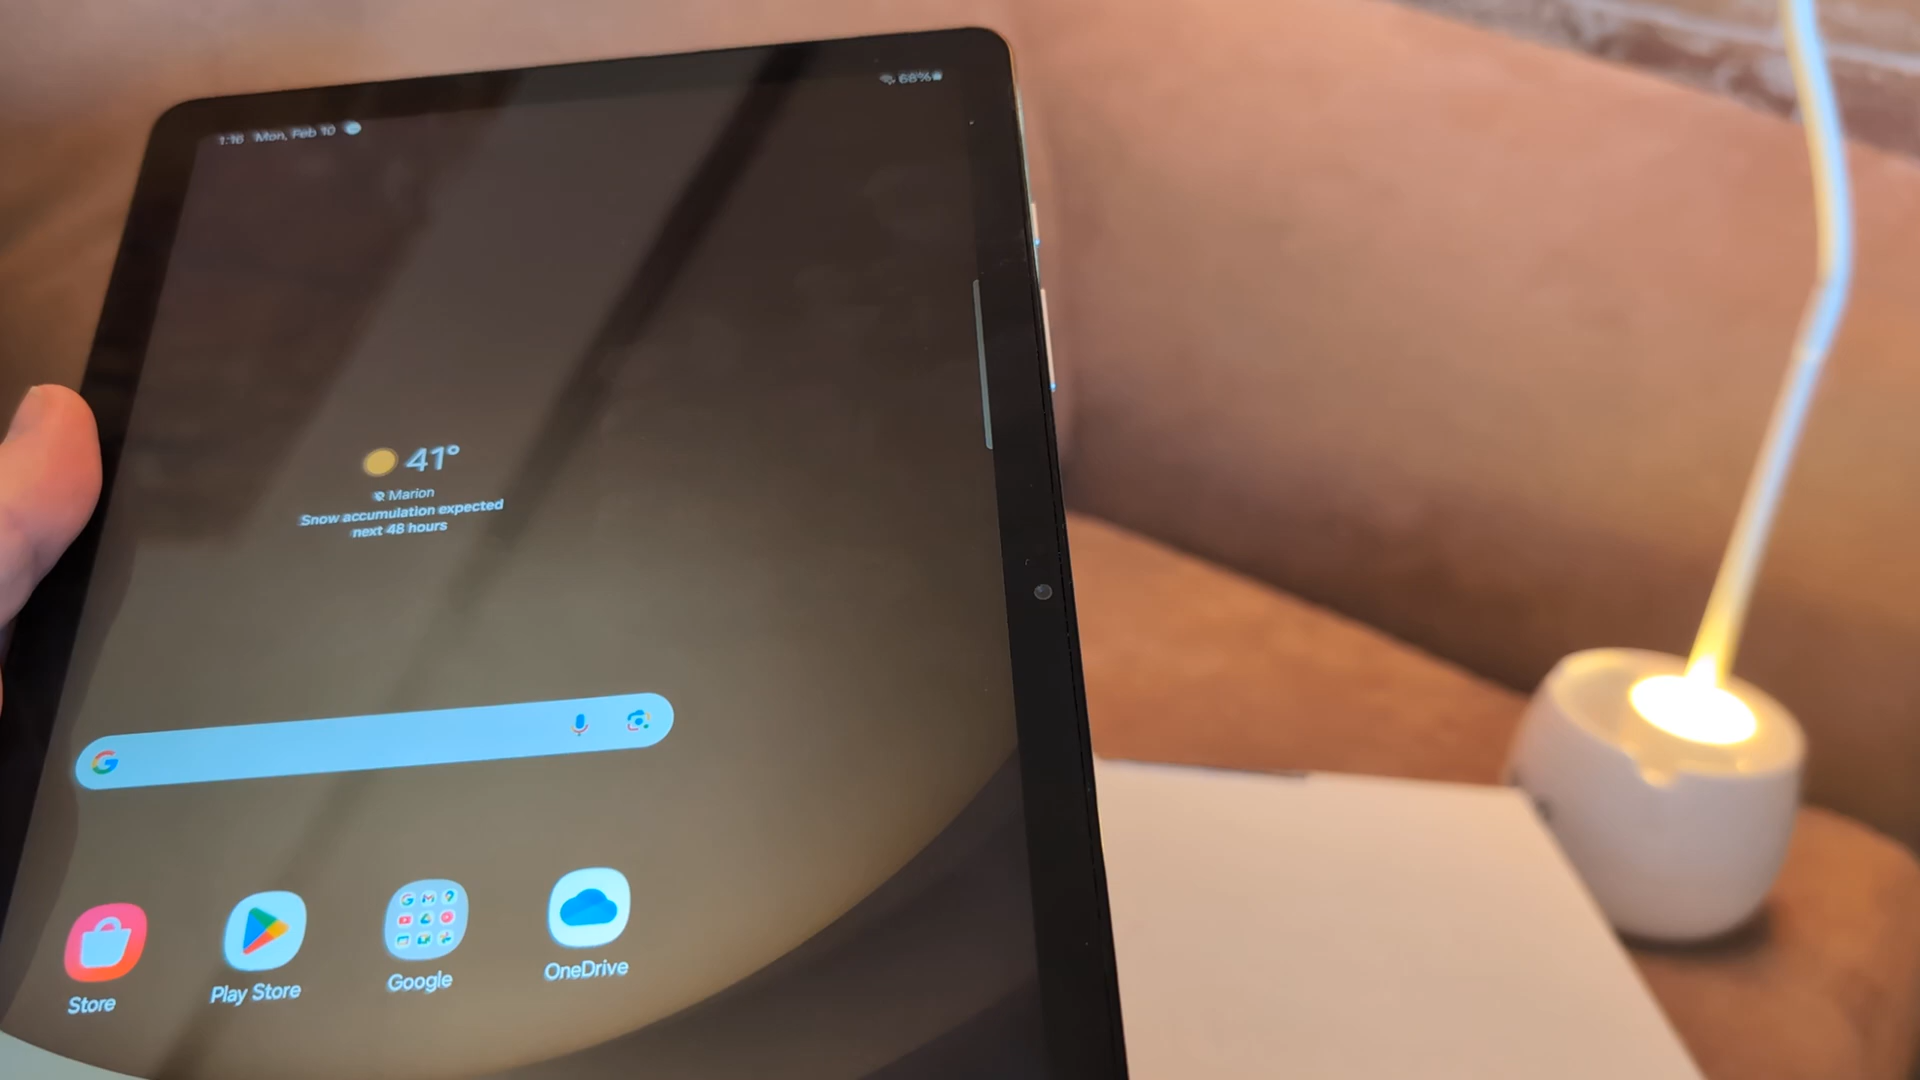 1:16 Mon, Feb 10
68%
41°
Marion
Snow accumulation expected
next 48 hours
G
Store
Play Store
Google
OneDrive